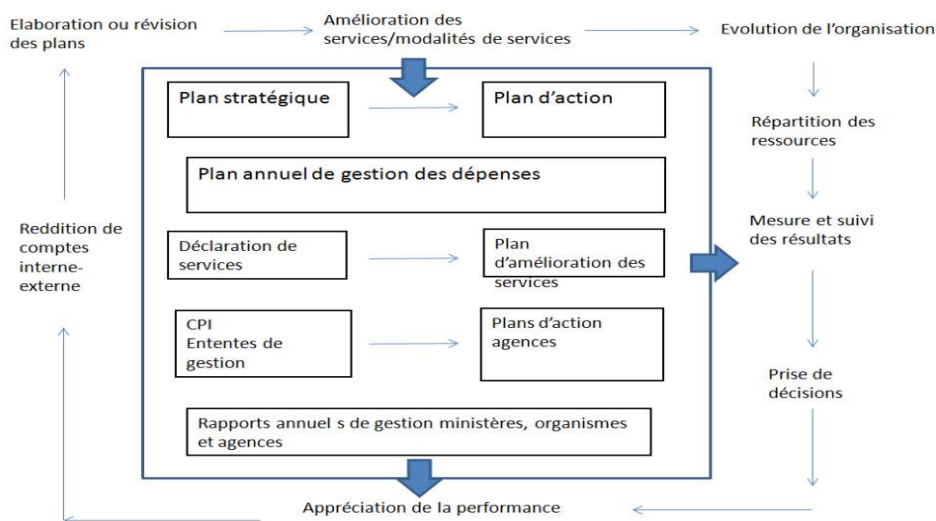 Elaboration ou révision
des plans
Amélioration des
services/modalités de services
Evolution de l'organisation
Plan stratégique
Plan d'action
Répartition des
ressources
Plan annuel de gestion des dépenses
Reddition de
comptes
interne-
externe
Mesure et suivi
des résultats
Déclaration de
services
Plan
d'amélioration des
services
CPI
Ententes de
gestion
Plans d'action
agences
Prise de
décisions
Rapports annuel s de gestion ministères, organismes
et agences
Appréciation de la performance